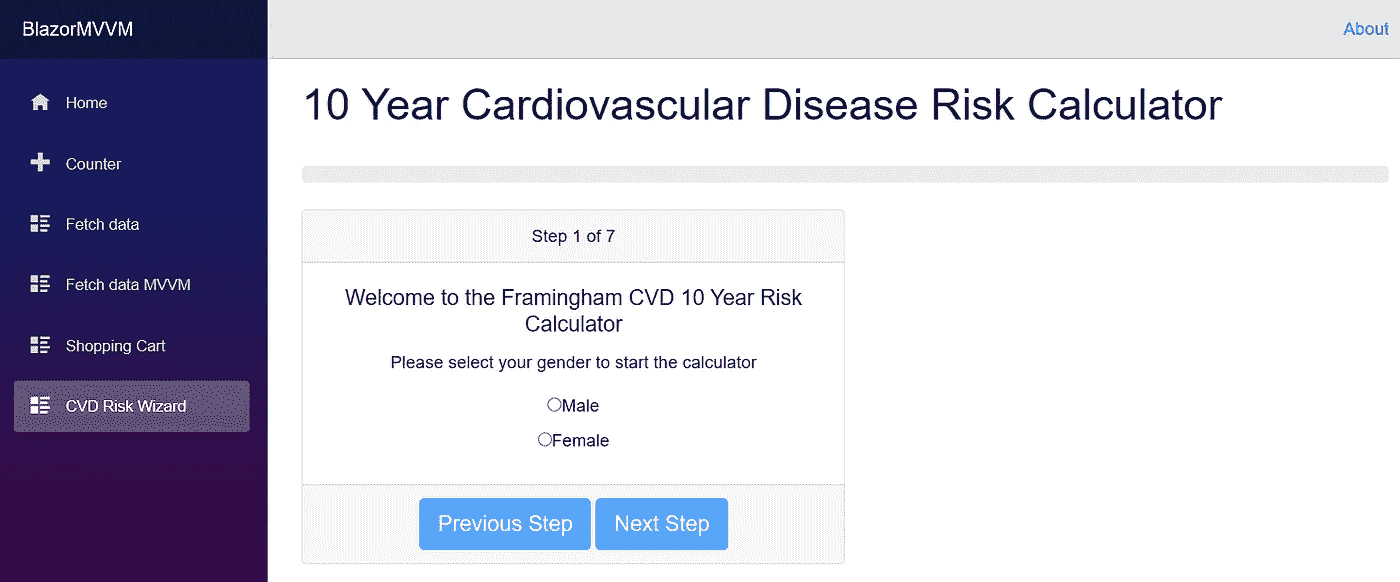 BlazorMVVM
About
Home
Counter
Fetch data
Fetch data MVVM
Shopping Cart
CVD Risk Wizard
10 Year Cardiovascular Disease Risk Calculator
Step 1 of 7
Welcome to the Framingham CVD 10 Year Risk
Calculator
Please select your gender to start the calculator
Male
Female
Previous Step
Next Step